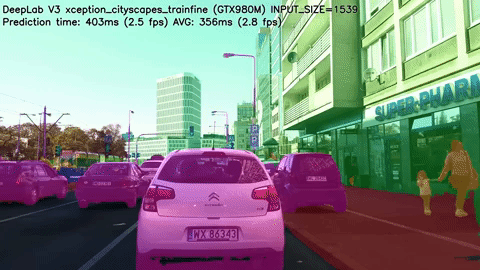 DeepLab V3 xception_cityscapes_trainfine (GTX980M) INPUT_SIZE=1539
Prediction time: 403ms (2.5 fps) AVG: 356ms (2.8 fps)
SUPER-PHARM
WX 86343